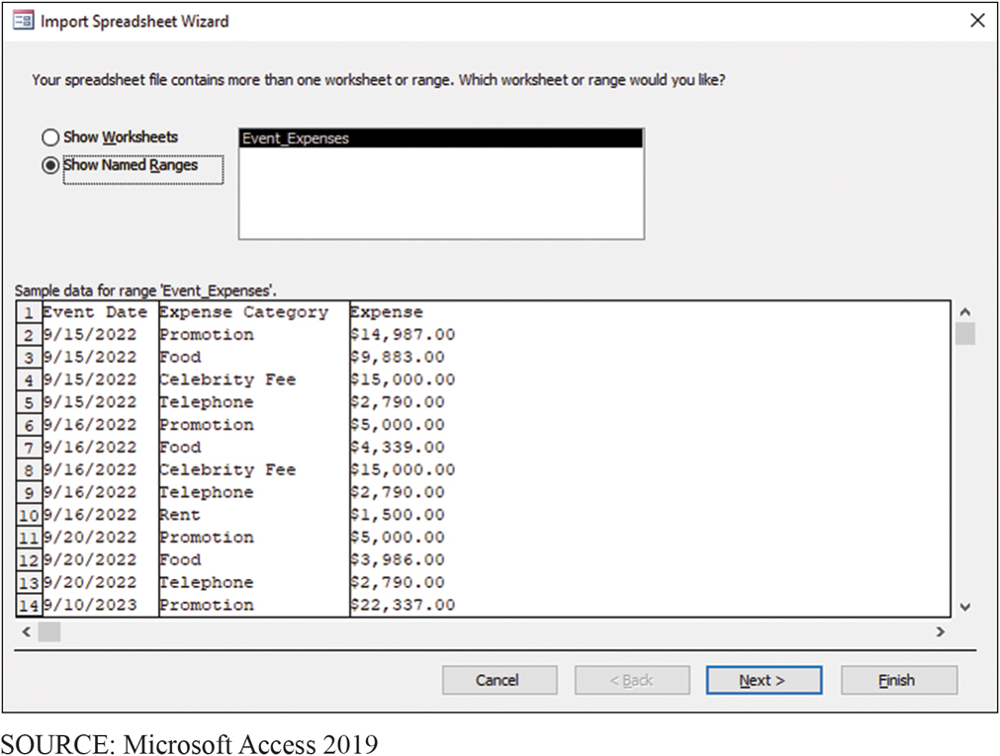 Import Spreadsheet Wizard
Your spreadsheet file contains more than one worksheet or range. Which worksheet or range would you like?
Show Worksheets
Show Named Ranges
Event_Expenses
Sample data for range 'Event_Expenses'.
1 Event Date Expense Category Expense
2 9/15/2022 Promotion $14,987.00
3 9/15/2022 Food $9,883.00
4 9/15/2022 Celebrity Fee $15,000.00
5 9/15/2022 Telephone $2,790.00
6 9/16/2022 Promotion $5,000.00
7 9/16/2022 Food $4,339.00
8 9/16/2022 Celebrity Fee $15,000.00
9 9/16/2022 Telephone $2,790.00
10 9/16/2022 Rent $1,500.00
11 9/20/2022 Promotion $5,000.00
12 9/20/2022 Food $3,986.00
13 9/20/2022 Telephone $2,790.00
14 9/10/2023 Promotion $22,337.00
Cancel < Back Next > Finish
SOURCE: Microsoft Access 2019